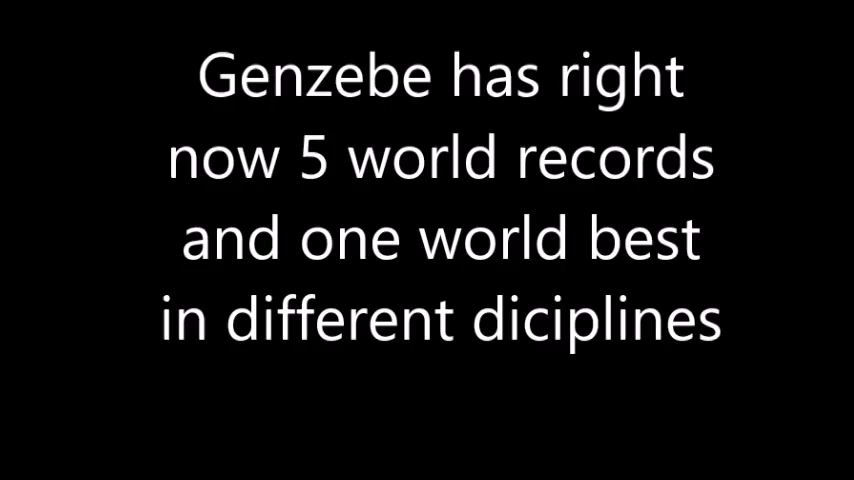 Genzebe has right
now 5 world records
and one world best
in different diciplines